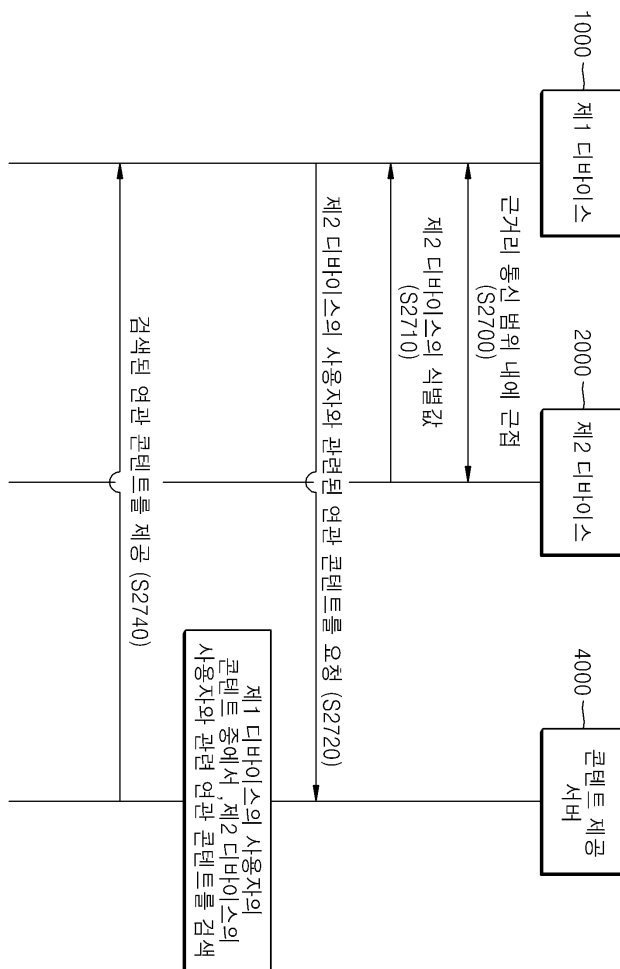 1000
제1 디바이스
2000
제2 디바이스
4000
콘텐트 제공
서버
근거리 통신 범위 내에 근접
(S2700)
제2 디바이스의 식별값
(S2710)
제2 디바이스의 사용자와 관련된 연관 콘텐트를 요청 (S2720)
제1 디바이스의 사용자의
콘텐트 중에서, 제2 디바이스의
사용자와 관련 연관 콘텐트를 검색
검색된 연관 콘텐트를 제공 (S2740)